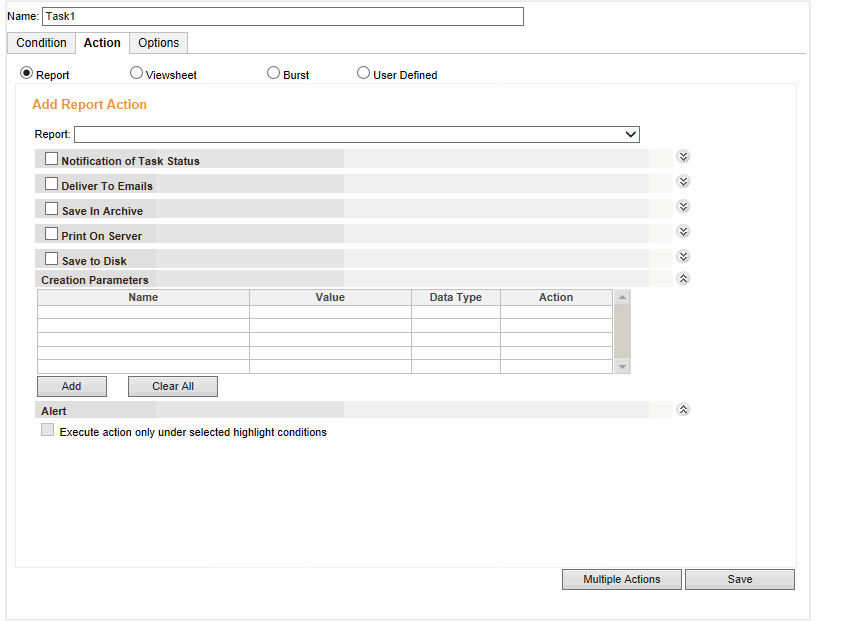 Name: Task1
Condition Action Options
Report Viewsheet Burst User Defined
Add Report Action
Report:
Notification of Task Status
Deliver To Emails
Save In Archive
Print On Server
Save to Disk
Creation Parameters
Name Value Data Type Action
Add Clear All
Alert
Execute action only under selected highlight conditions
Multiple Actions Save